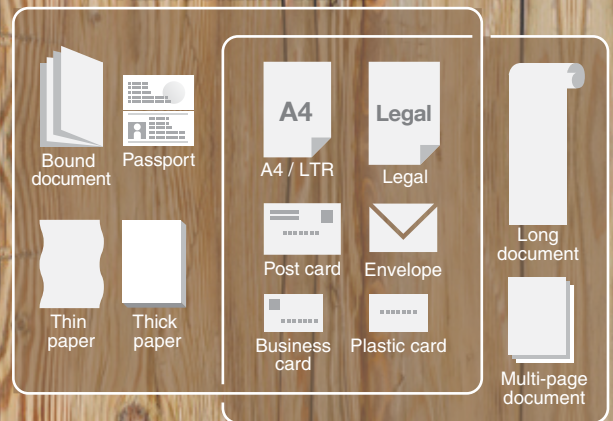 Bound
document
Passport
A4
A4 / LTR
Legal
Legal
Long
document
Thin
paper
Thick
paper
Post card
Envelope
Business
card
Plastic card
Multi-page
document